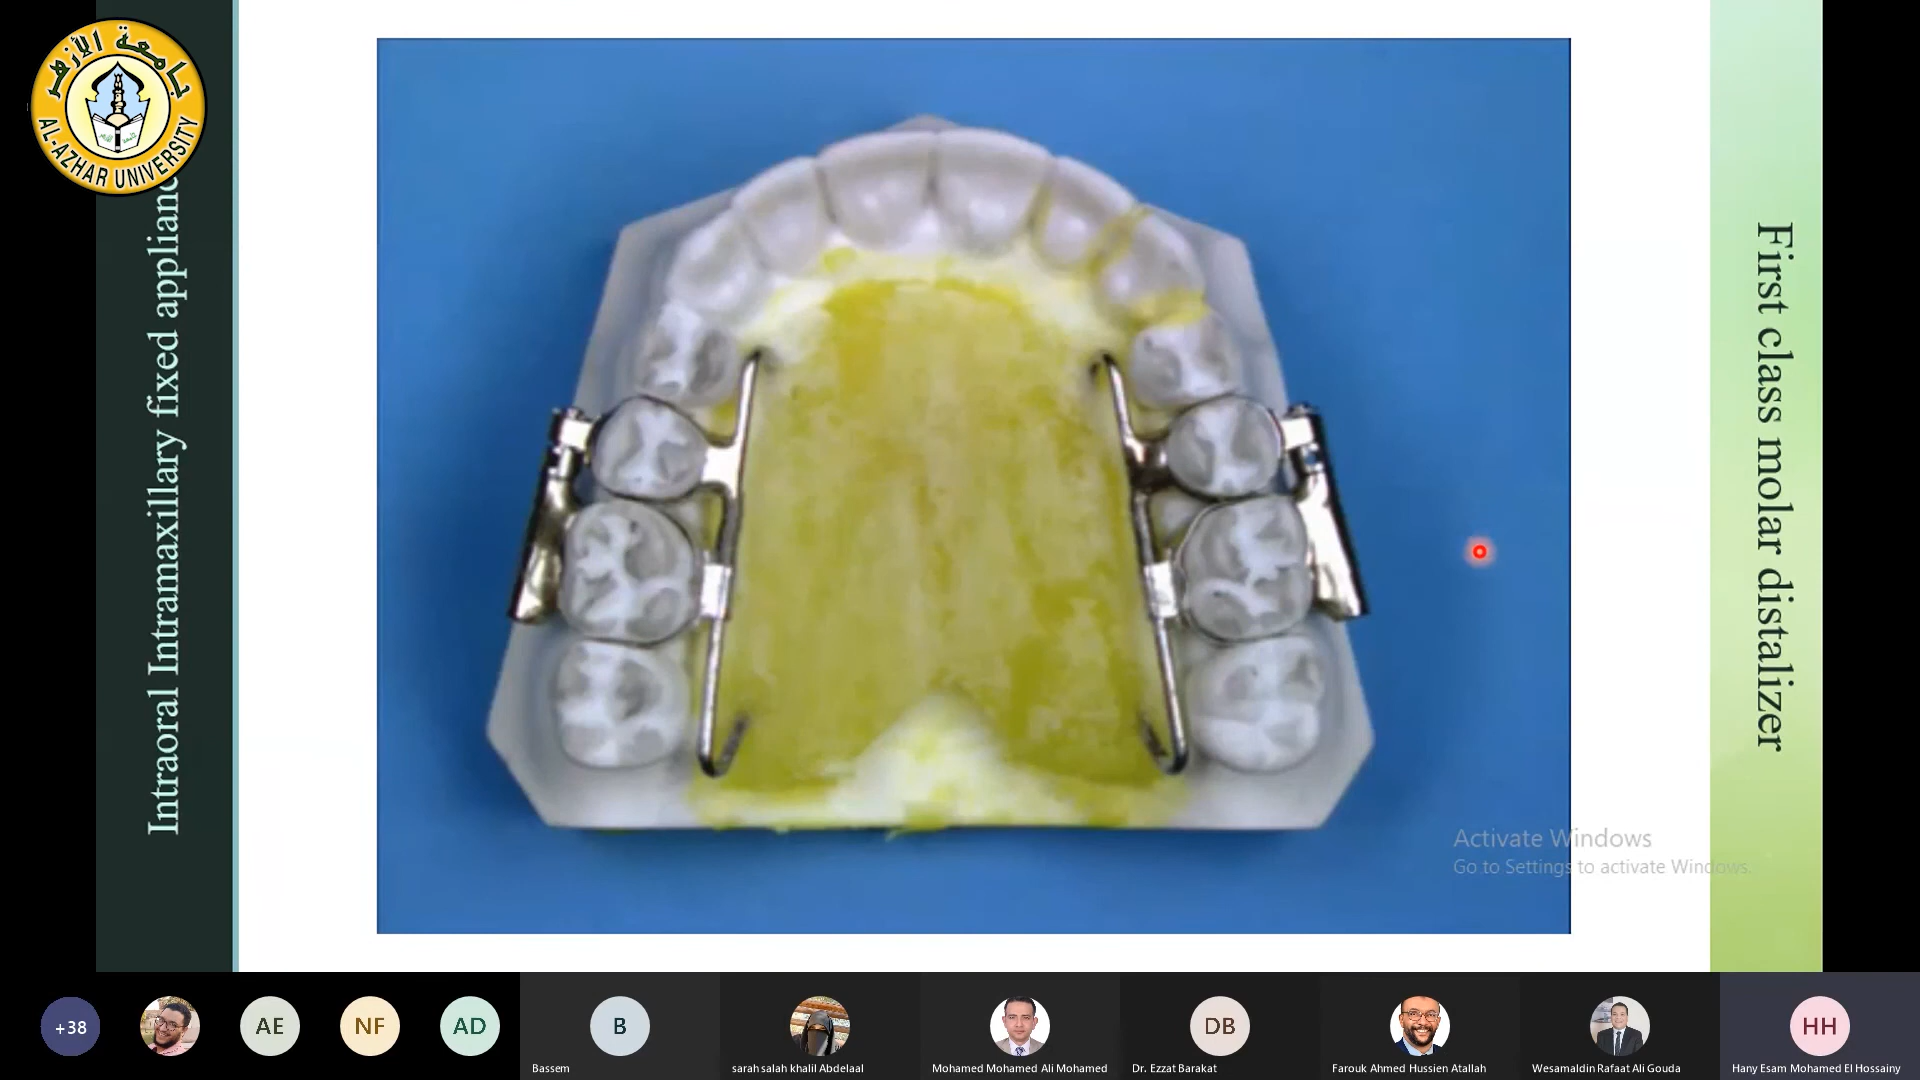 جامعة الأزهر
AL-AZHAR UNIVERSITY
Intraoral Intramaxillary fixed applianc
First class molar distalizer
Activate Windows
Go to Settings to activate Windows.
+38
AE
NF
AD
B
Bassem
sarah salah khalil Abdelaal
Mohamed Mohamed Ali Mohamed
DB
Dr. Ezzat Barakat
Farouk Ahmed Hussien Atallah
Wesamaldin Rafaat Ali Gouda
HH
Hany Esam Mohamed El Hossainy